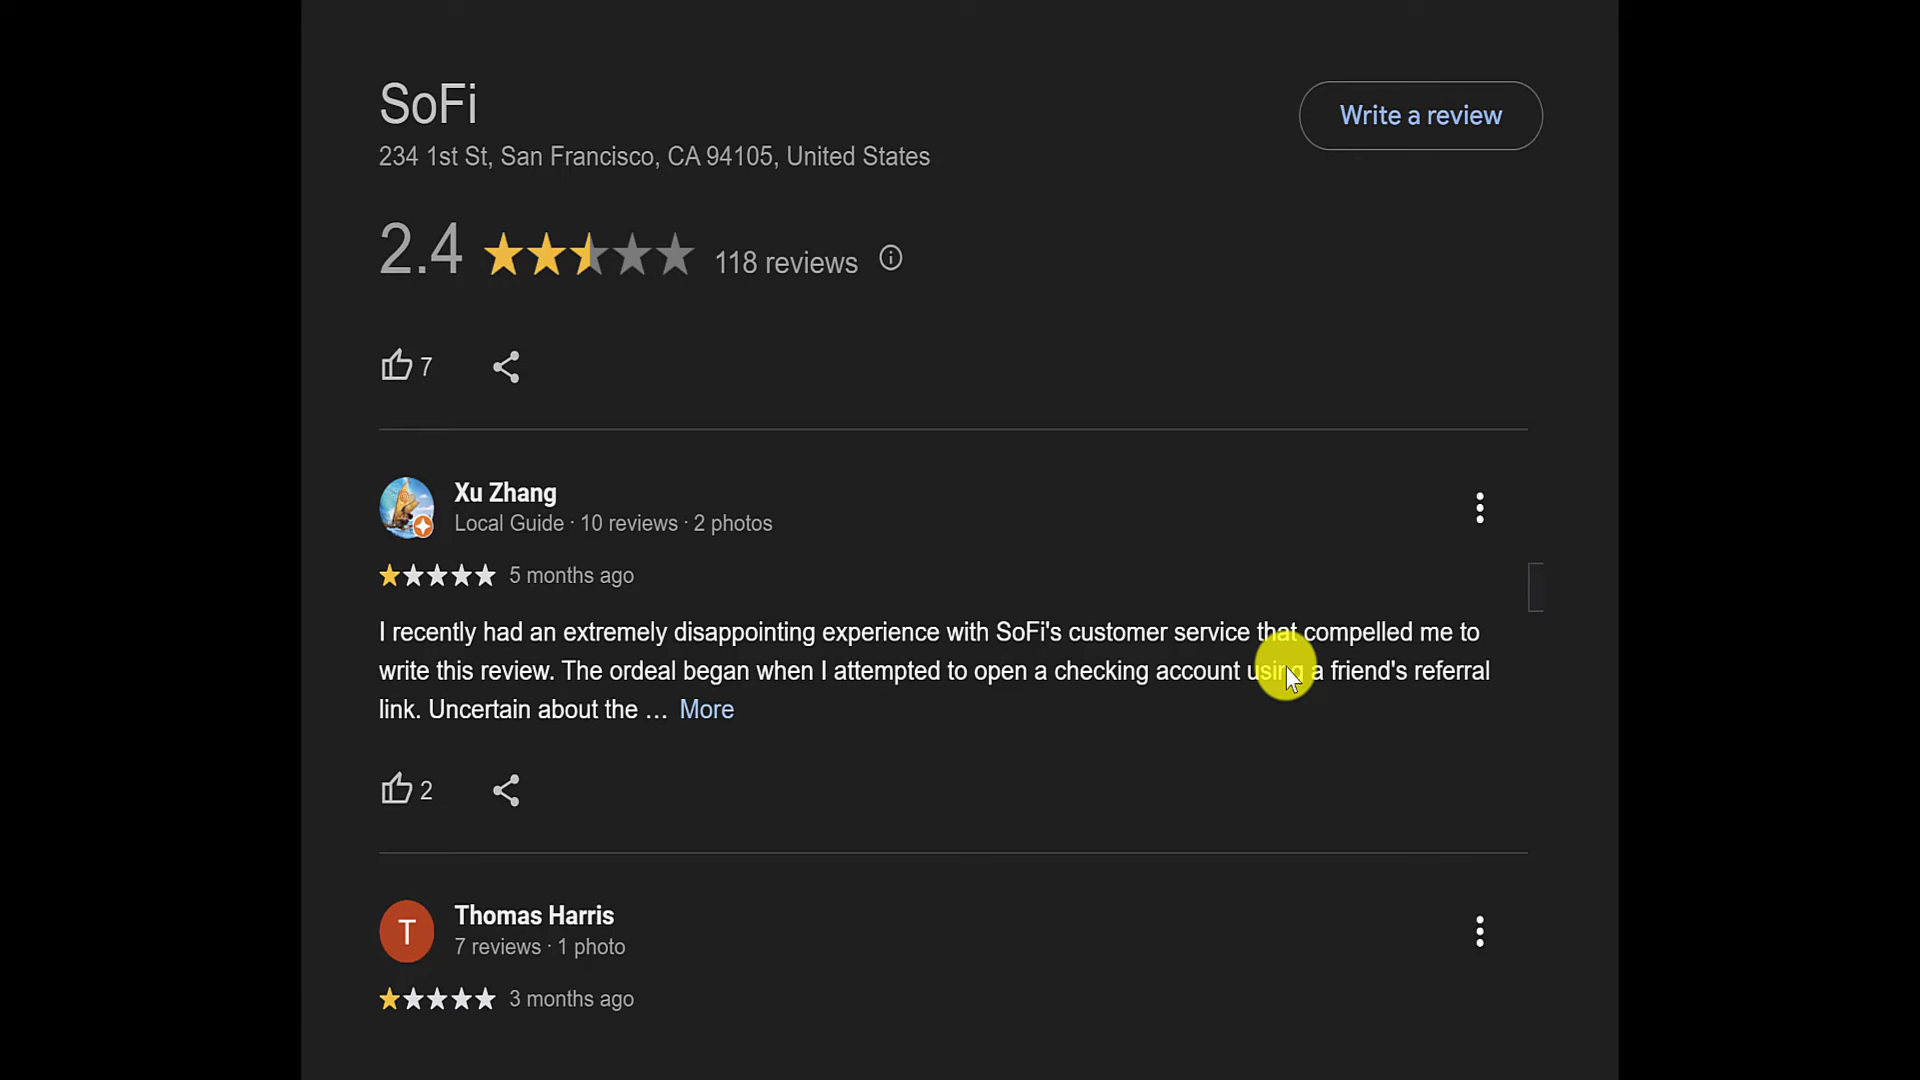 SoFi
Write a review
234 1st St, San Francisco, CA 94105, United States
2.4 118 reviews
7
Xu Zhang
Local Guide · 10 reviews · 2 photos
5 months ago
I recently had an extremely disappointing experience with SoFi's customer service that compelled me to
write this review. The ordeal began when I attempted to open a checking account using a friend's referral
link. Uncertain about the … More
2
T
Thomas Harris
7 reviews · 1 photo
3 months ago